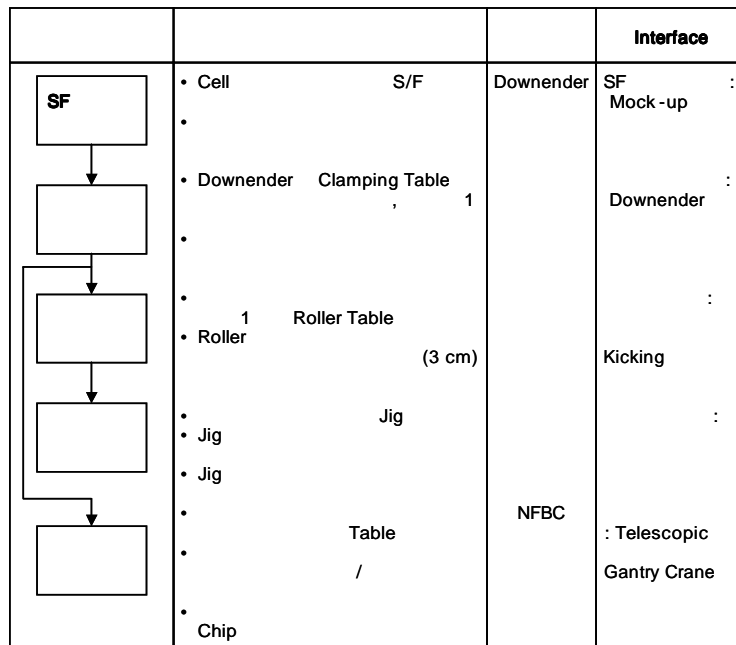 Interface
SF
• Cell S/F
•
Downender
SF :
Mock-up
• Downender Clamping Table
, 1
•
:
Downender
•
1 Roller Table
• Roller
(3 cm)
:
Kicking
• Jig
• Jig
• Jig
:
•
Table
•
/
•
Chip
NFBC
: Telescopic
Gantry Crane